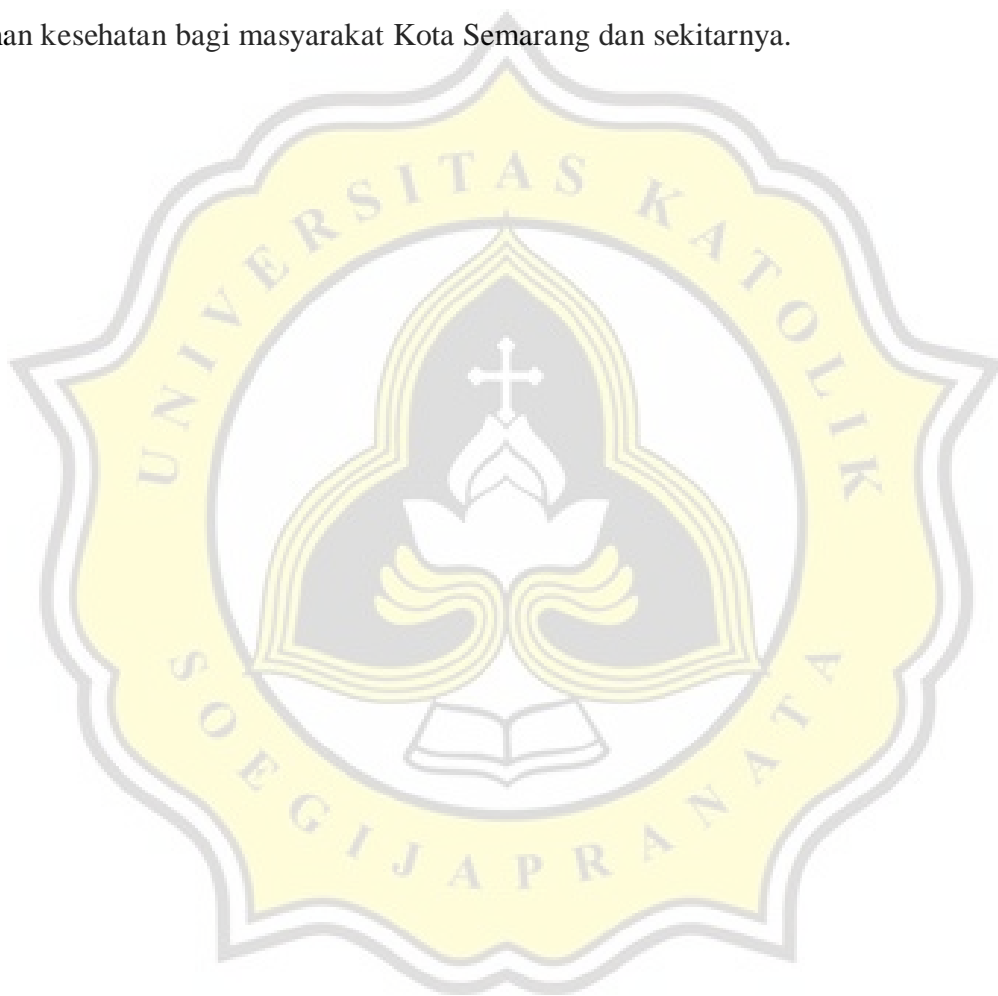 an kesehatan bagi masyarakat Kota Semarang dan sekitarnya.
UNIVERSITAS KATOLIK
SOEGIJAPRANATA